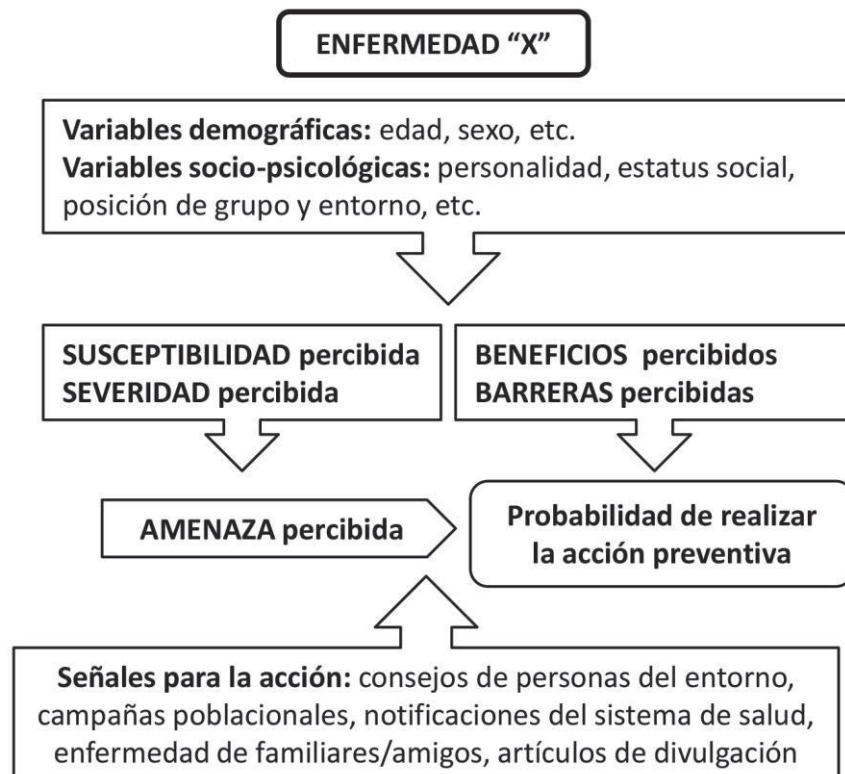 ENFERMEDAD “X”
Variables demográficas: edad, sexo, etc.
Variables socio-psicológicas: personalidad, estatus social,
posición de grupo y entorno, etc.
SUSCEPTIBILIDAD percibida
SEVERIDAD percibida
BENEFICIOS percibidos
BARRERAS percibidas
AMENAZA percibida
Probabilidad de realizar
la acción preventiva
Señales para la acción: consejos de personas del entorno,
campañas poblacionales, notificaciones del sistema de salud,
enfermedad de familiares/amigos, artículos de divulgación